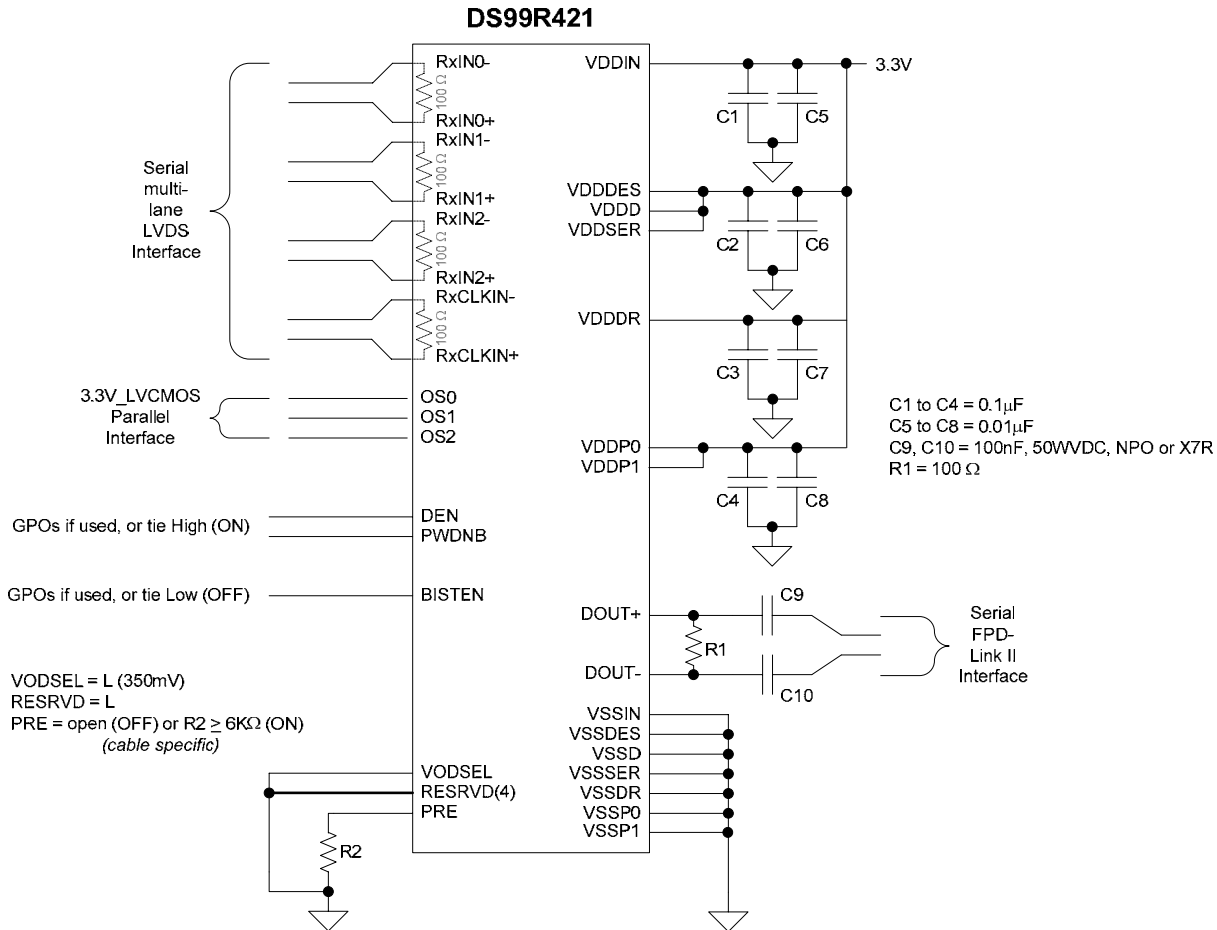 DS99R421
RxIN0-
100 Ω
RxIN0+
RxIN1-
100 Ω
RxIN1+
RxIN2-
100 Ω
RxIN2+
RxCLKIN-
100 Ω
RxCLKIN+
Serial
multi-
lane
LVDS
Interface
3.3V_LVCMOS
Parallel
Interface
OS0
OS1
OS2
GPOs if used, or tie High (ON)
DEN
PWDNB
GPOs if used, or tie Low (OFF)
BISTEN
VODSEL = L (350mV)
RESRVD = L
PRE = open (OFF) or R2 ≥ 6KΩ (ON)
(cable specific)
VODSEL
RESRVD(4)
PRE
R2
VDDIN
3.3V
C1
C5
VDDDES
VDDD
VDDSER
C2
C6
VDDDR
C3
C7
VDDP0
VDDP1
C4
C8
C1 to C4 = 0.1µF
C5 to C8 = 0.01µF
C9, C10 = 100nF, 50WVDC, NPO or X7R
R1 = 100 Ω
DOUT+
C9
R1
DOUT-
C10
Serial
FPD-
Link II
Interface
VSSIN
VSSDES
VSSD
VSSSER
VSSDR
VSSP0
VSSP1